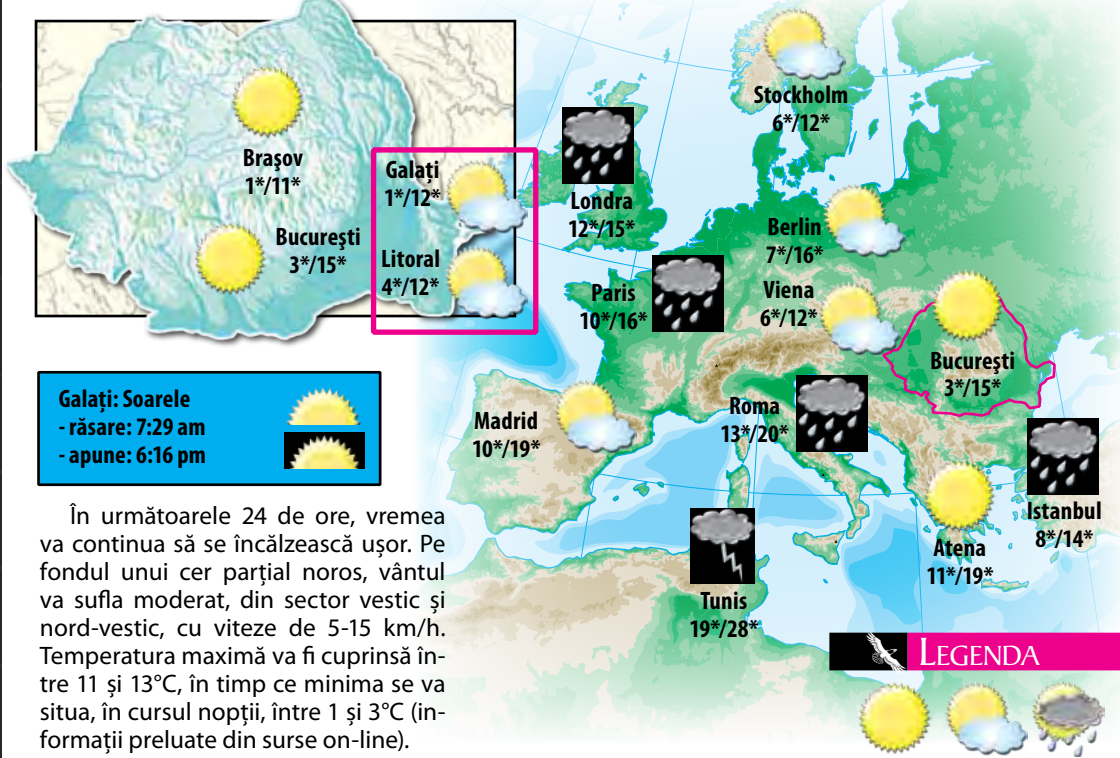 Braşov
1*/11*
Galaţi
1*/12*
Bucureşti
3*/15*
Litoral
4*/12*
Stockholm
6*/12*
Londra
12*/15*
Berlin
7*/16*
Paris
10*/16*
Viena
6*/12*
Bucureşti
3*/15*
Madrid
10*/19*
Roma
13*/20*
Istanbul
8*/14*
Atena
11*/19*
Tunis
19*/28*
Galaţi: Soarele
- răsare: 7:29 am
- apune: 6:16 pm
În următoarele 24 de ore, vremea
va continua să se încălzească ușor. Pe
fondul unui cer parțial noros, vântul
va sufla moderat, din sector vestic și
nord-vestic, cu viteze de 5-15 km/h.
Temperatura maximă va fi cuprinsă în-
tre 11 și 13°C, în timp ce minima se va
situa, în cursul nopții, între 1 și 3°C (in-
formații preluate din surse on-line).
LEGENDA